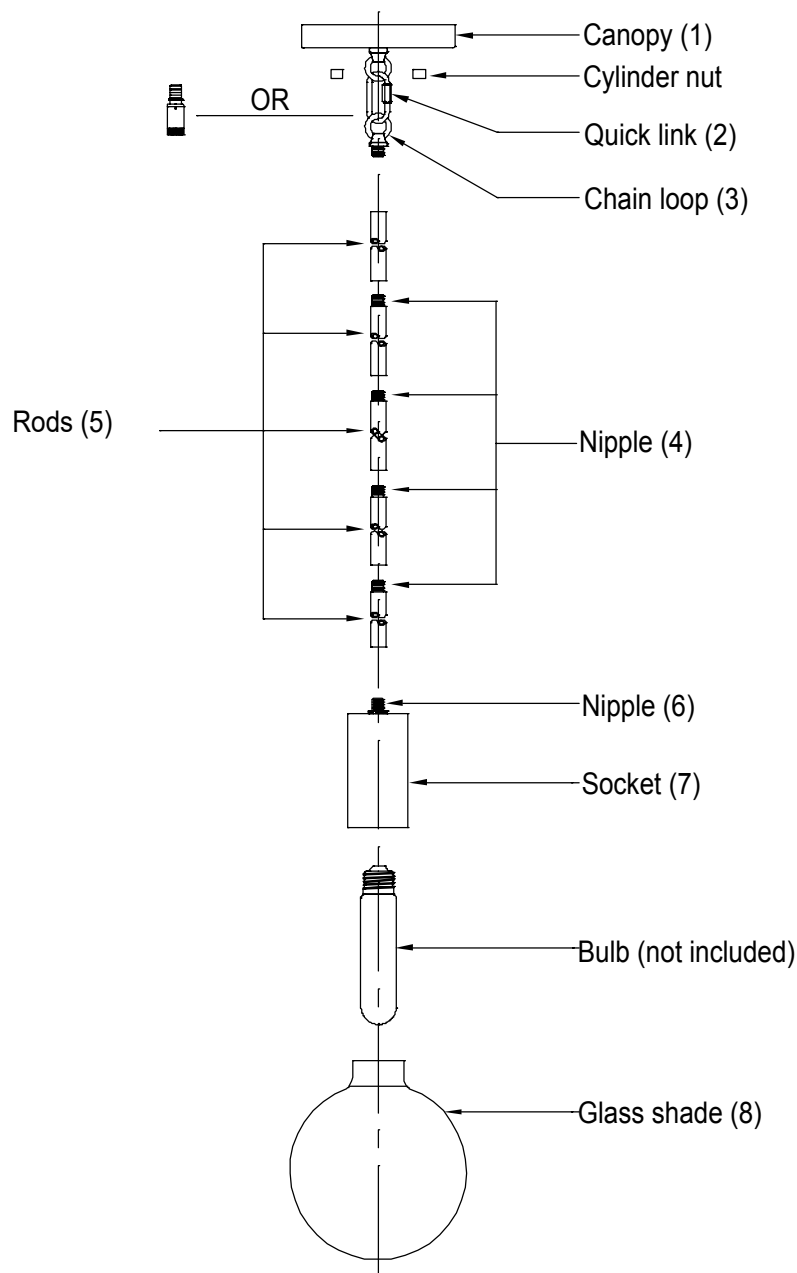 Canopy (1)
Cylinder nut
OR
Quick link (2)
Chain loop (3)
Rods (5)
Nipple (4)
Nipple (6)
Socket (7)
Bulb (not included)
Glass shade (8)